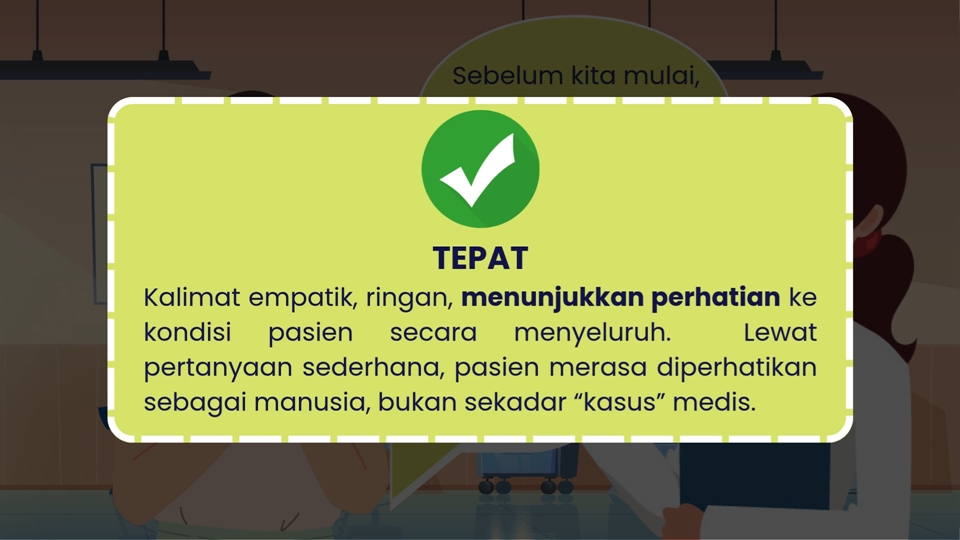 Sebelum kita mulai,
TEPAT
Kalimat empatik, ringan, menunjukkan perhatian ke
kondisi pasien secara menyeluruh. Lewat
pertanyaan sederhana, pasien merasa diperhatikan
sebagai manusia, bukan sekadar “kasus” medis.